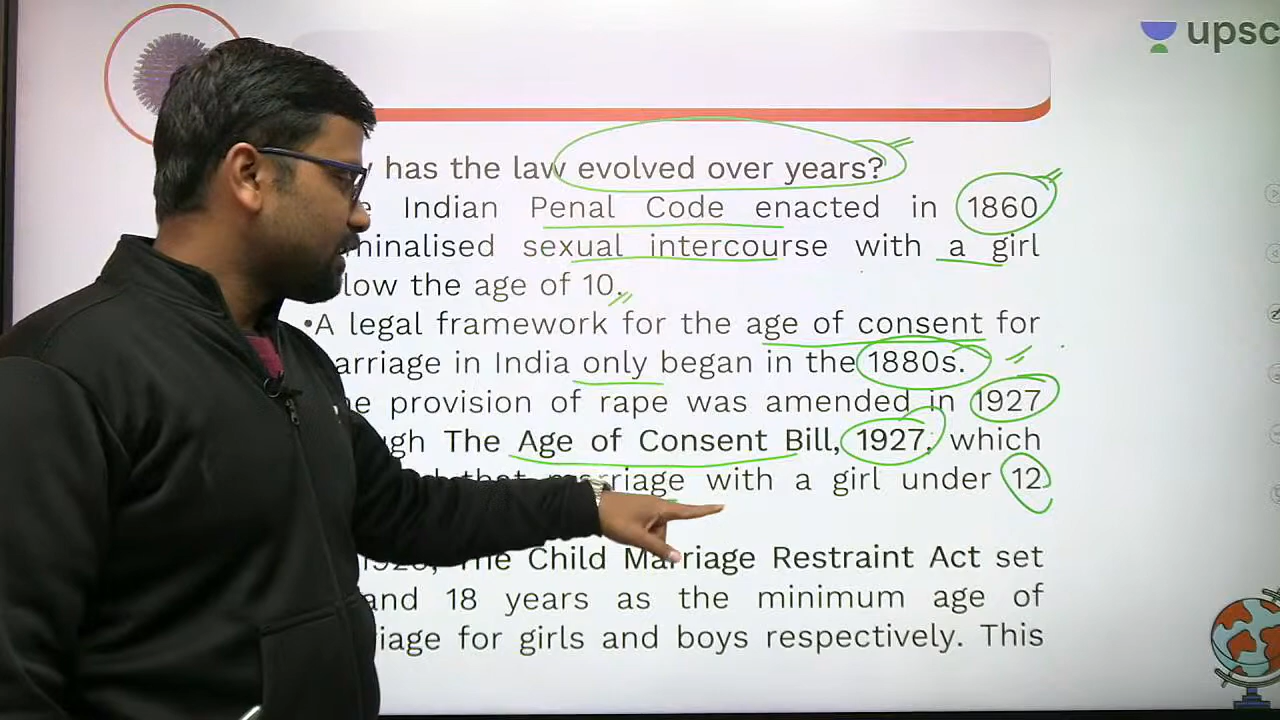 upsc
has the law evolved over years?
Indian Penal Code enacted in 1860
sexual intercourse with a girl
the age of 10.
•A legal framework for the age of consent for
in India only began in the 1880s.
provision of rape was amended in 1927
The Age of Consent Bill, 1927, which
that marriage with a girl under 12
The Child Marriage Restraint Act set
and 18 years as the minimum age of
for girls and boys respectively. This